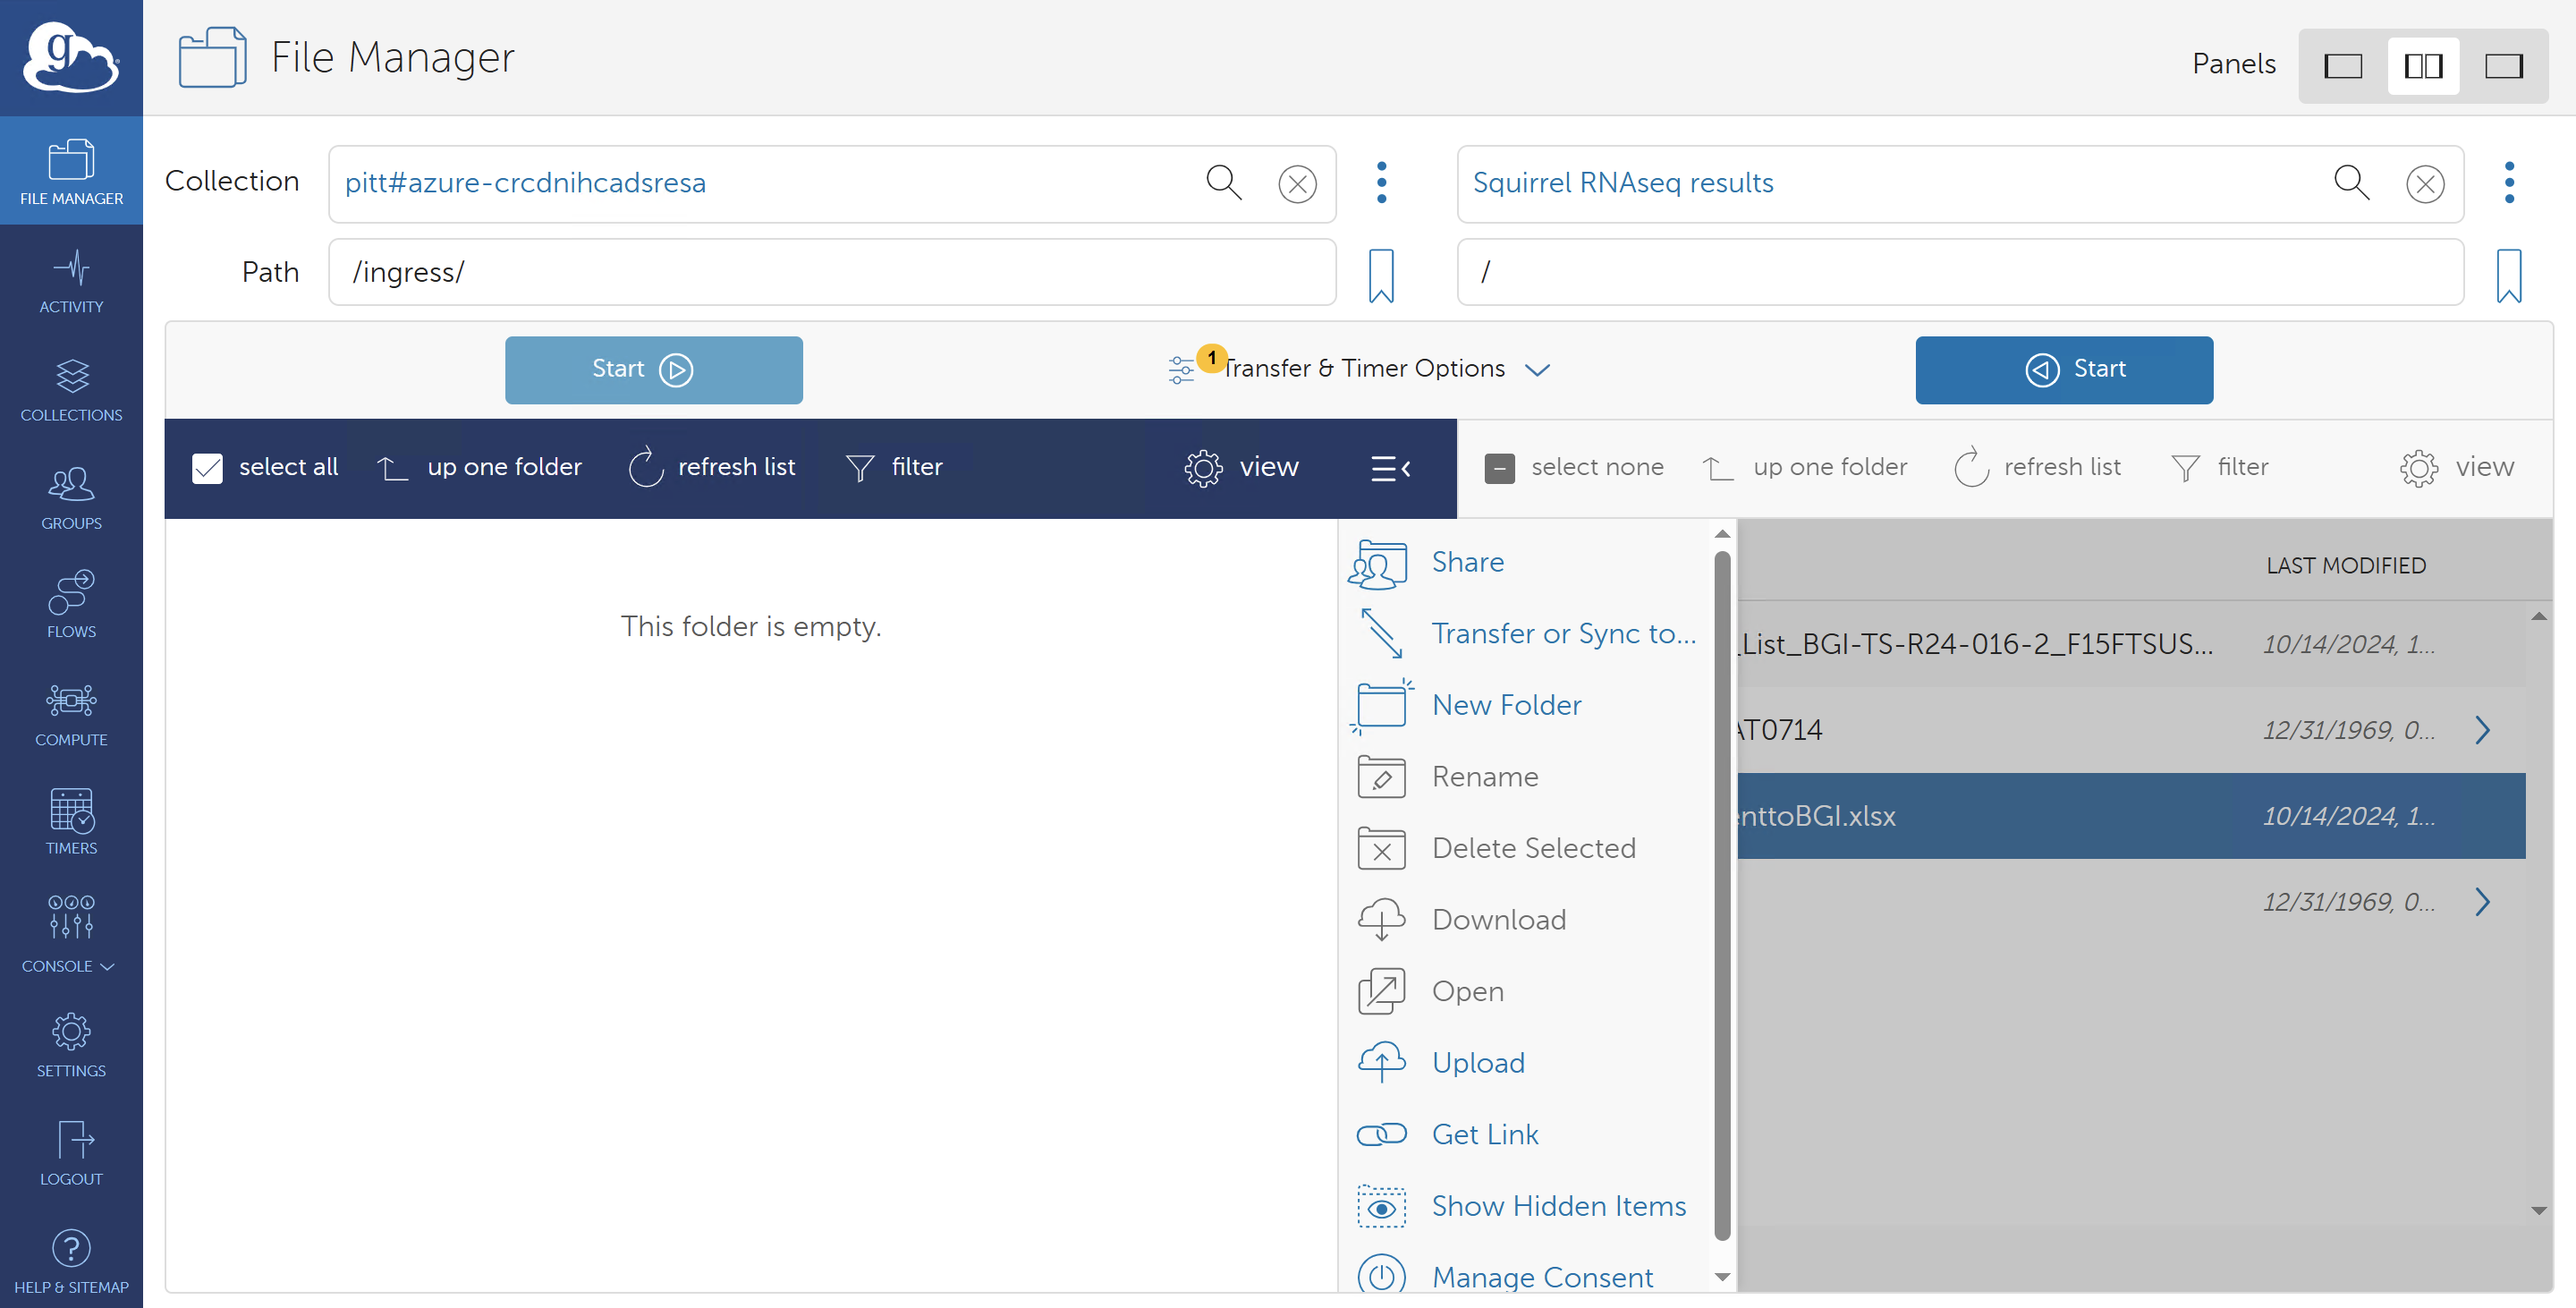 g
File Manager
Panels
FILE MANAGER
ACTIVITY
COLLECTIONS
GROUPS
FLOWS
COMPUTE
TIMERS
CONSOLE
SETTINGS
LOGOUT
HELP & SITEMAP
Collection
pitt#azure-crcdnihcadsresa
Squirrel RNAseq results
Path
/ingress/
/
Start
1
Transfer & Timer Options
Start
select all
up one folder
refresh list
filter
view
select none
up one folder
refresh list
filter
view
This folder is empty.
Share
Transfer or Sync to...
New Folder
Rename
Delete Selected
Download
Open
Upload
Get Link
Show Hidden Items
Manage Consent
LAST MODIFIED
_List_BGI-TS-R24-016-2_F15FTSUS... 10/14/2024, 1...
AT0714 12/31/1969, 0...
enttoBGI.xlsx 10/14/2024, 1...
12/31/1969, 0...